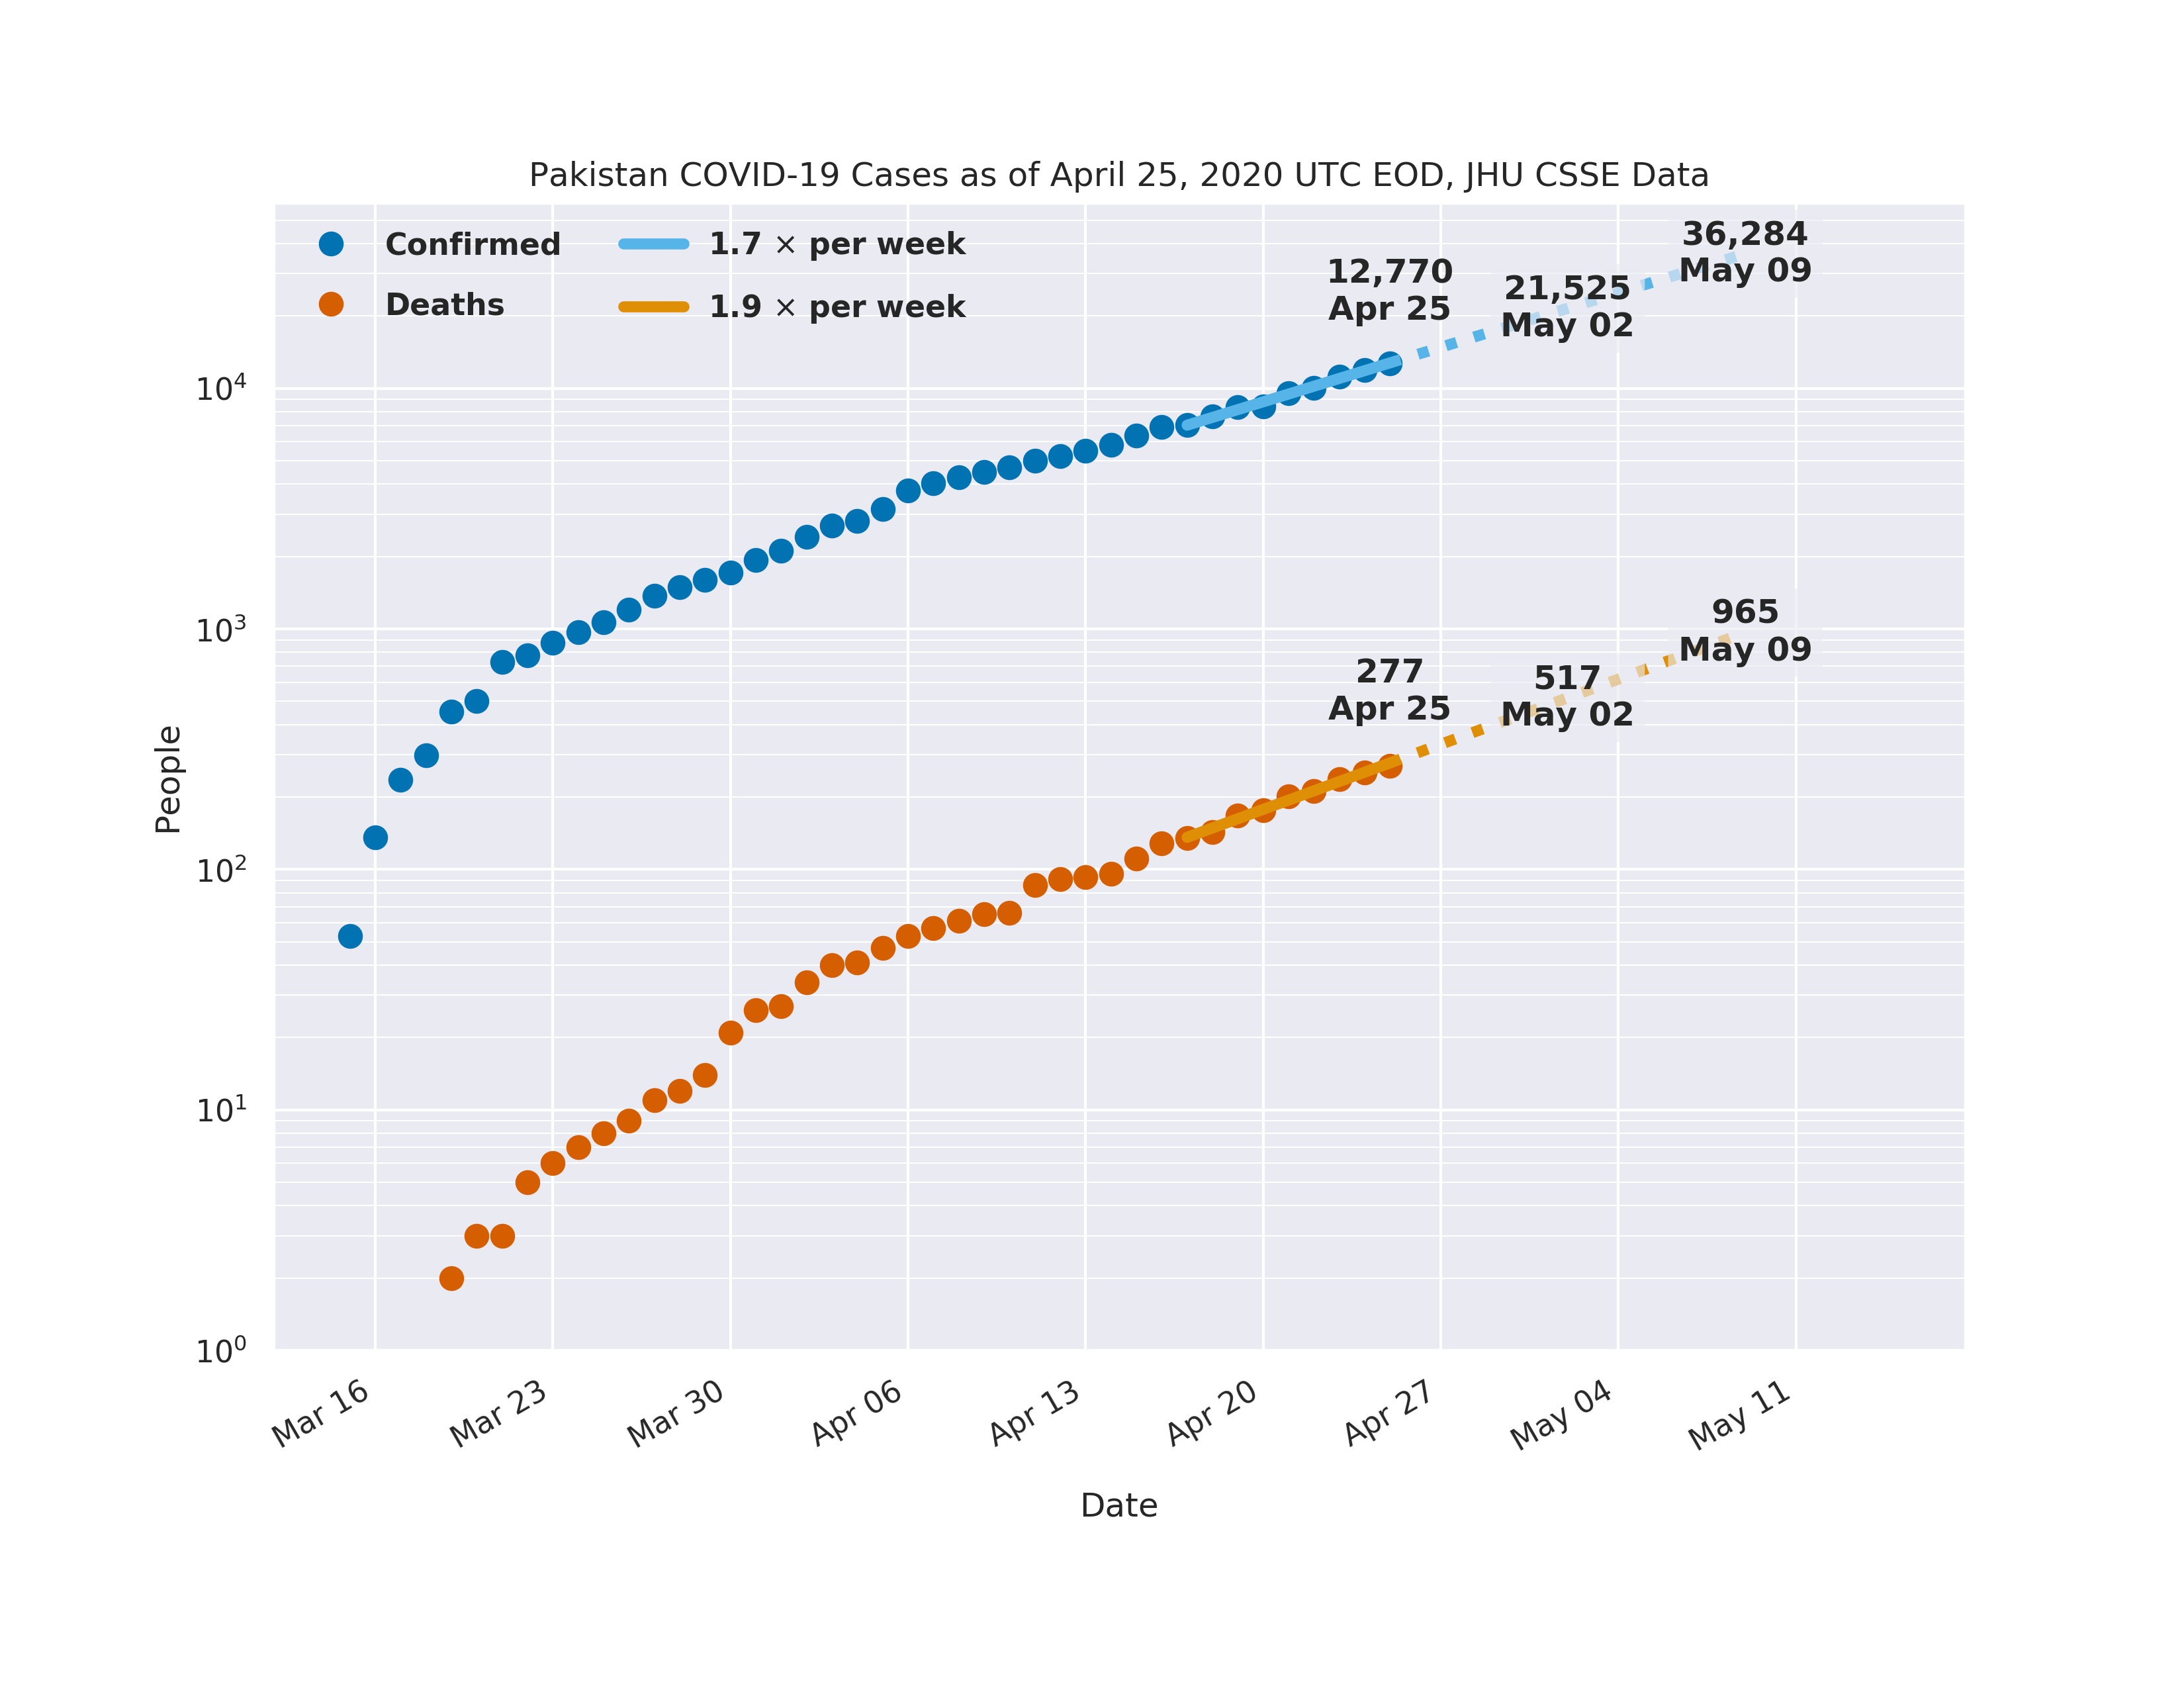 Pakistan COVID-19 Cases as of April 25, 2020 UTC EOD, JHU CSSE Data
Confirmed
Deaths
1.7 × per week
1.9 × per week
12,770
Apr 25
21,525
May 02
36,284
May 09
277
Apr 25
517
May 02
965
May 09
People
10⁴
10³
10²
10¹
10⁰
Mar 16
Mar 23
Mar 30
Apr 06
Apr 13
Apr 20
Apr 27
May 04
May 11
Date